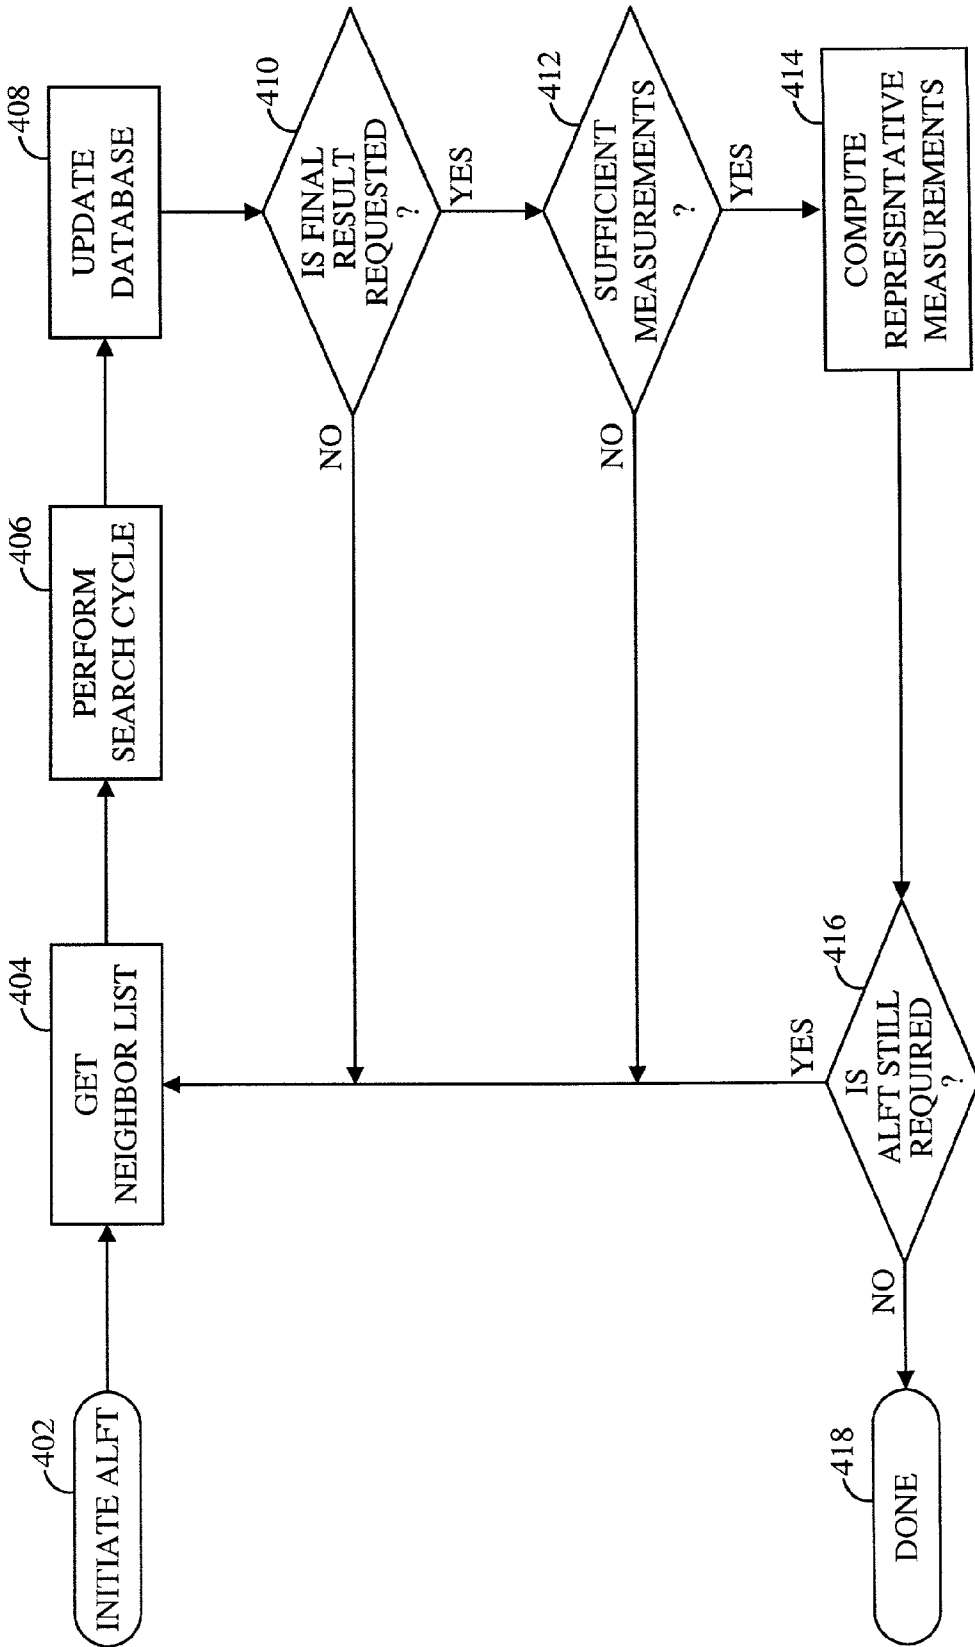 402
INITIATE ALFT
404
GET
NEIGHBOR LIST
406
PERFORM
SEARCH CYCLE
408
UPDATE
DATABASE
410
IS FINAL
RESULT
REQUESTED
?
NO
YES
412
SUFFICIENT
MEASUREMENTS
?
NO
YES
414
COMPUTE
REPRESENTATIVE
MEASUREMENTS
416
IS
ALFT STILL
REQUIRED
?
YES
NO
418
DONE